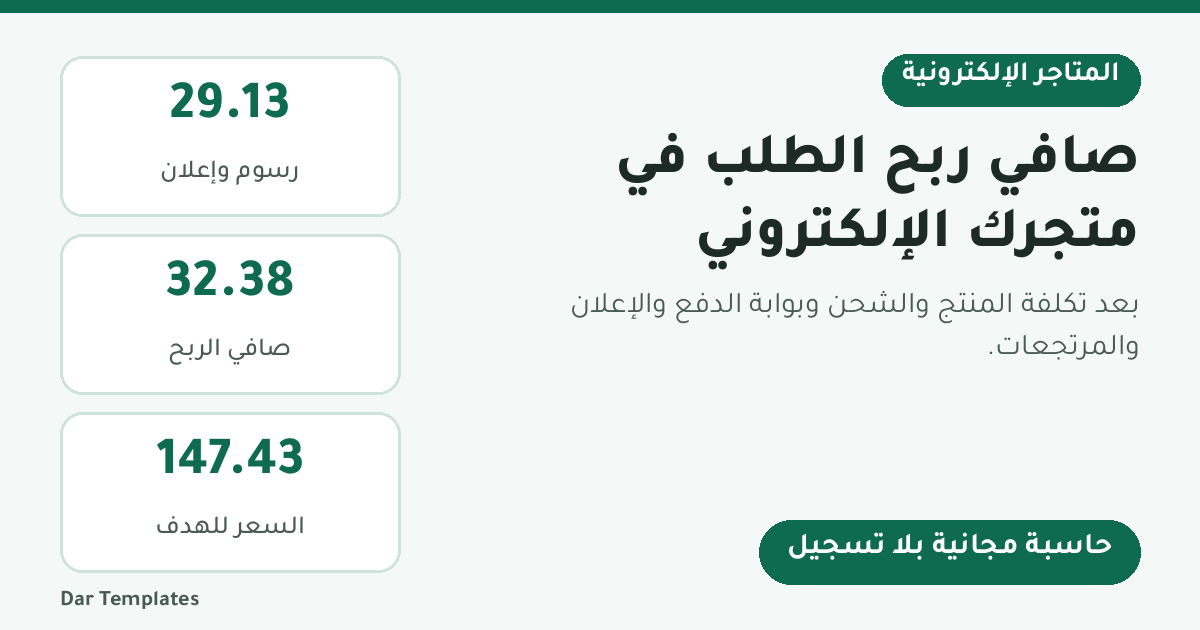 المتاجر الإلكترونية
صافي ربح الطلب في
متجرك الإلكتروني
بعد تكلفة المنتج والشحن وبوابة الدفع والإعلان
والمرتجعات.
حاسبة مجانية بلا تسجيل
29.13
رسوم وإعلان
32.38
صافي الربح
147.43
السعر للهدف
Dar Templates